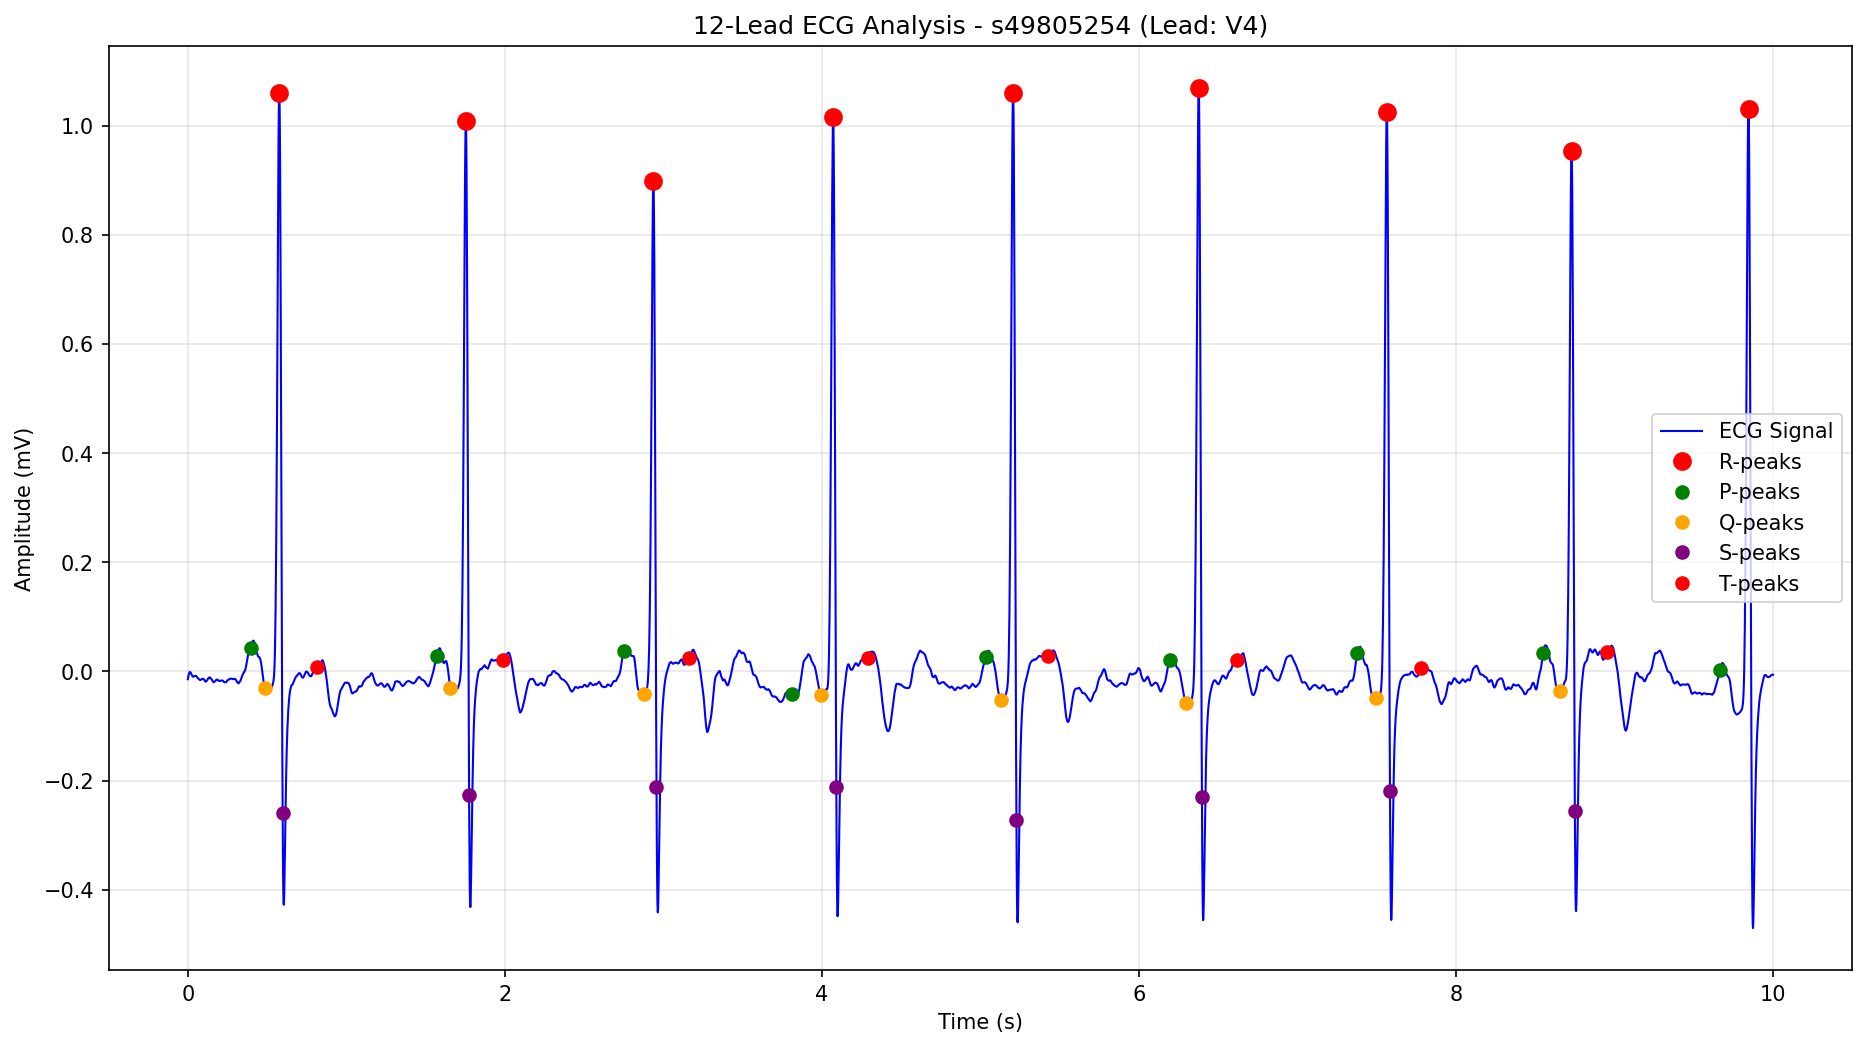 12-Lead ECG Analysis - s49805254 (Lead: V4)
Amplitude (mV)
1.0
0.8
0.6
0.4
0.2
0.0
−0.2
−0.4
ECG Signal
R-peaks
P-peaks
Q-peaks
S-peaks
T-peaks
0 2 4 6 8 10
Time (s)